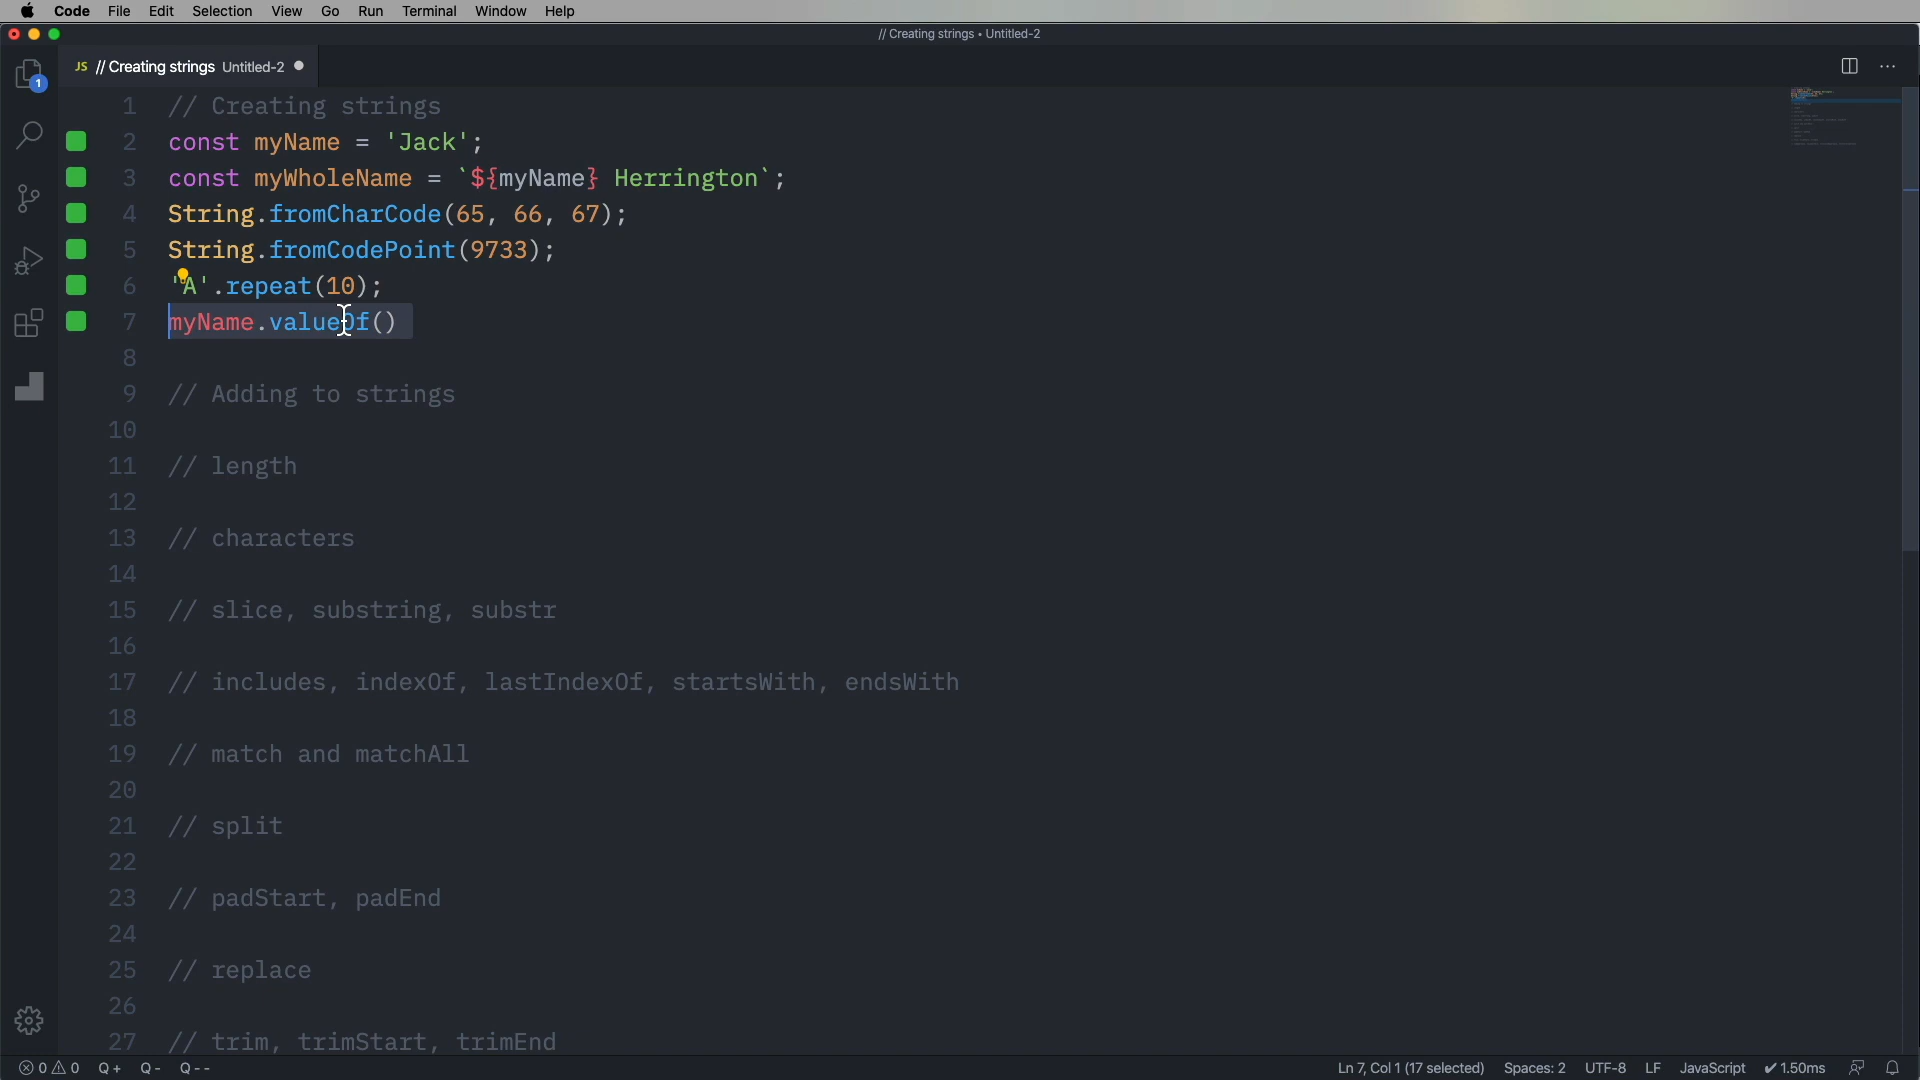 Code File Edit Selection View Go Run Terminal Window Help
// Creating strings • Untitled-2
JS // Creating strings Untitled-2
1
1 // Creating strings
2 const myName = 'Jack';
3 const myWholeName = `${myName} Herrington`;
4 String.fromCharCode(65, 66, 67);
5 String.fromCodePoint(9733);
6 'A'.repeat(10);
7 myName.valueOf()
8
9 // Adding to strings
10
11 // length
12
13 // characters
14
15 // slice, substring, substr
16
17 // includes, indexOf, lastIndexOf, startsWith, endsWith
18
19 // match and matchAll
20
21 // split
22
23 // padStart, padEnd
24
25 // replace
26
27 // trim, trimStart, trimEnd
0 0 Q+ Q- Q-- Ln 7, Col 1 (17 selected) Spaces: 2 UTF-8 LF JavaScript ✔ 1.50ms